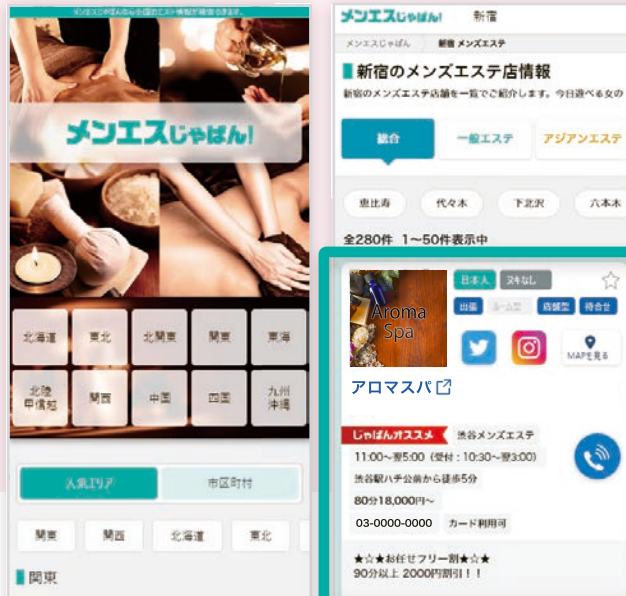 メンエスじゃぱん!
北海道
東北
北関東
関東
東海
北陸
甲信越
関西
中国
四国
九州
沖縄
人気エリア
市区町村
関東
関西
北海道
東北
関東
メンエスじゃぱん!
新宿
メンエスじゃぱん
新宿 メンズエステ
新宿のメンズエステ店情報
新宿のメンズエステ店舗を一覧でご紹介します。今日遊べる女の
総合
一般エステ
アジアンエステ
恵比寿
代々木
下北沢
六本木
全280件 1〜50件表示中
日本人
ヌキなし
出張
ルーム型
店舗型
待合せ
Aroma
Spa
MAPを見る
アロマスパ
じゃぱんオススメ
渋谷メンズエステ
11:00〜翌5:00 (受付:10:30〜翌3:00)
渋谷駅ハチ公前から徒歩5分
80分18,000円〜
03-0000-0000 カード利用可
★☆★お任せフリー割★☆★
90分以上 2000円割引!!